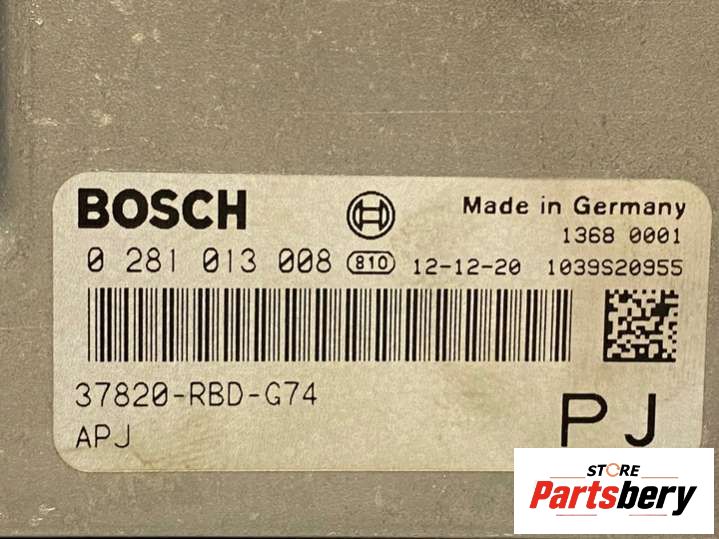 BOSCH
Made in Germany
1368 0001
0 281 013 008 810 12-12-20 1039S20955
37820-RBD-G74
APJ
PJ
STORE
Partsbery